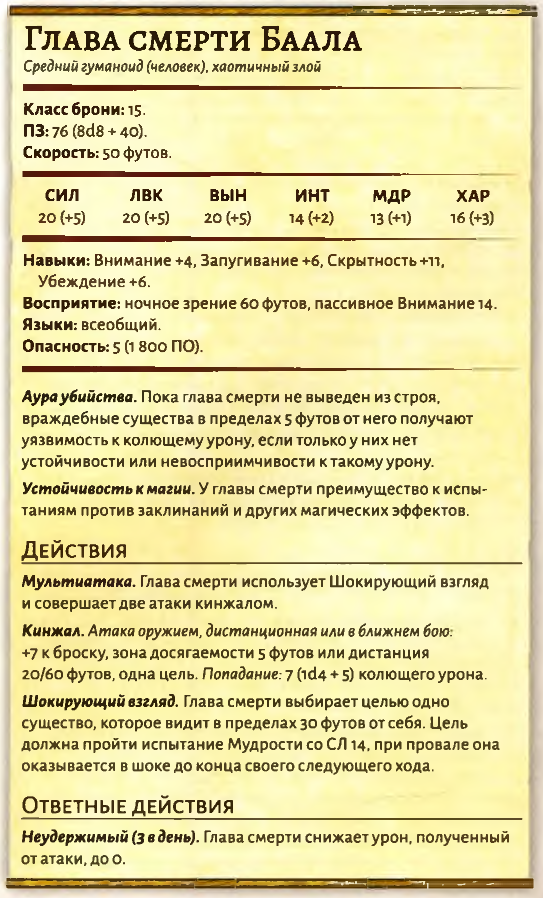 Глава смерти Баала
Средний гуманоид (человек), хаотичный злой
Класс брони: 15.
ПЗ: 76 (8d8 + 40).
Скорость: 50 футов.
СИЛ ЛВК ВЫН ИНТ МДР ХАР
20 (+5) 20 (+5) 20 (+5) 14 (+2) 13 (+1) 16 (+3)
Навыки: Внимание +4, Запугивание +6, Скрытность +11,
Убеждение +6.
Восприятие: ночное зрение 60 футов, пассивное Внимание 14.
Языки: всеобщий.
Опасность: 5 (1 800 ПО).
Аура убийства. Пока глава смерти не выведен из строя,
враждебные существа в пределах 5 футов от него получают
уязвимость к колющему урону, если только у них нет
устойчивости или невосприимчивости к такому урону.
Устойчивость к магии. У главы смерти преимущество к испы-
таниям против заклинаний и других магических эффектов.
Действия
Мультиатака. Глава смерти использует Шокирующий взгляд
и совершает две атаки кинжалом.
Кинжал. Атака оружием, дистанционная или в ближнем бою:
+7 к броску, зона досягаемости 5 футов или дистанция
20/60 футов, одна цель. Попадание: 7 (1d4 + 5) колющего урона.
Шокирующий взгляд. Глава смерти выбирает целью одно
существо, которое видит в пределах 30 футов от себя. Цель
должна пройти испытание Мудрости со СЛ 14, при провале она
оказывается в шоке до конца своего следующего хода.
Ответные действия
Неудержимый (3 в день). Глава смерти снижает урон, полученный
от атаки, до 0.